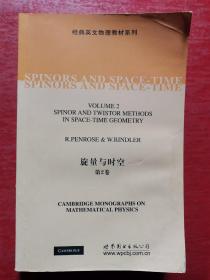 经典英文物理教材系列
SPINORS AND SPACE-TIME
SPINORS AND SPACE-TIME
VOLUME 2
SPINOR AND TWISTOR METHODS
IN SPACE-TIME GEOMETRY
R.PENROSE & W.RINDLER
旋量与时空
第2卷
CAMBRIDGE MONOGRAPHS ON
MATHEMATICAL PHYSICS
CAMBRIDGE
世界图书出版公司
www.wpcbj.com.cn